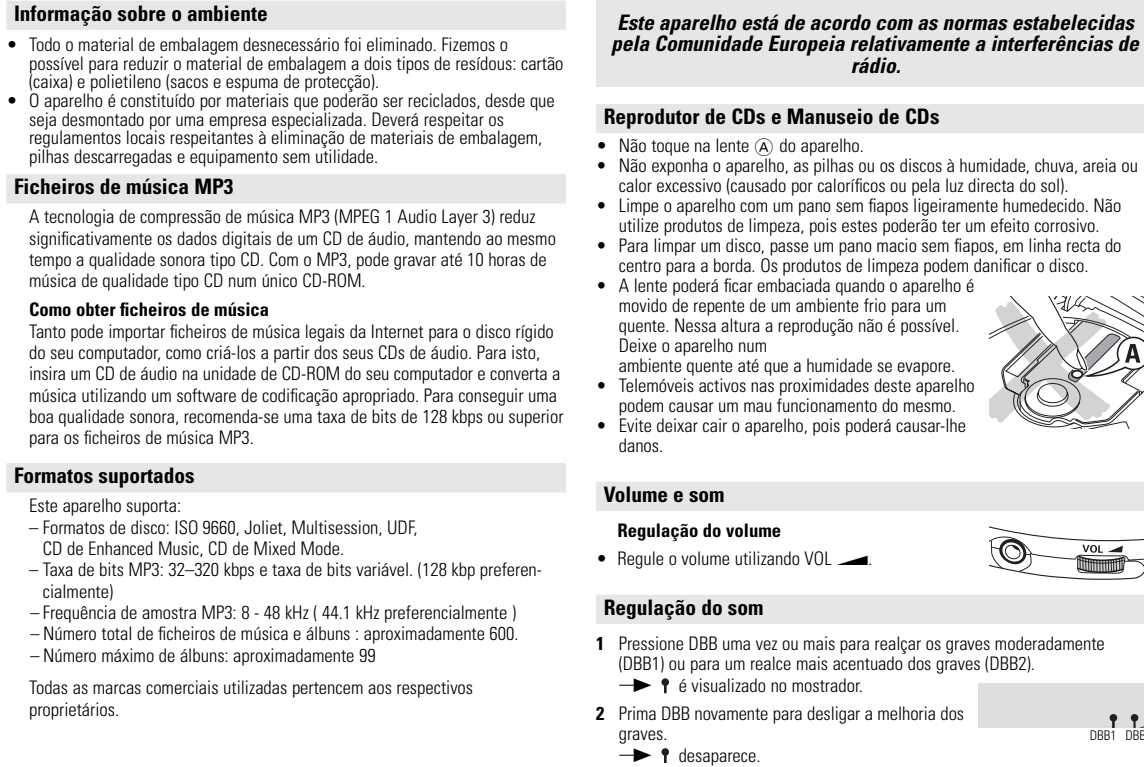 Informação sobre o ambiente
• Todo o material de embalagem desnecessário foi eliminado. Fizemos o
possível para reduzir o material de embalagem a dois tipos de resídous: cartão
(caixa) e polietileno (sacos e espuma de protecção).
• O aparelho é constituído por materiais que poderão ser reciclados, desde que
seja desmontado por uma empresa especializada. Deverá respeitar os
regulamentos locais respeitantes à eliminação de materiais de embalagem,
pilhas descarregadas e equipamento sem utilidade.
Ficheiros de música MP3
A tecnologia de compressão de música MP3 (MPEG 1 Audio Layer 3) reduz
significativamente os dados digitais de um CD de áudio, mantendo ao mesmo
tempo a qualidade sonora tipo CD. Com o MP3, pode gravar até 10 horas de
música de qualidade tipo CD num único CD-ROM.
Como obter ficheiros de música
Tanto pode importar ficheiros de música legais da Internet para o disco rígido
do seu computador, como criá-los a partir dos seus CDs de áudio. Para isto,
insira um CD de áudio na unidade de CD-ROM do seu computador e converta a
música utilizando um software de codificação apropriado. Para conseguir uma
boa qualidade sonora, recomenda-se uma taxa de bits de 128 kbps ou superior
para os ficheiros de música MP3.
Formatos suportados
Este aparelho suporta:
– Formatos de disco: ISO 9660, Joliet, Multisession, UDF,
CD de Enhanced Music, CD de Mixed Mode.
– Taxa de bits MP3: 32–320 kbps e taxa de bits variável. (128 kbp preferen-
cialmente)
– Frequência de amostra MP3: 8 - 48 kHz ( 44.1 kHz preferencialmente )
– Número total de ficheiros de música e álbuns : aproximadamente 600.
– Número máximo de álbuns: aproximadamente 99
Todas as marcas comerciais utilizadas pertencem aos respectivos
proprietários.
Este aparelho está de acordo com as normas estabelecidas
pela Comunidade Europeia relativamente a interferências de
rádio.
Reprodutor de CDs e Manuseio de CDs
• Não toque na lente Ⓐ do aparelho.
• Não exponha o aparelho, as pilhas ou os discos à humidade, chuva, areia ou
calor excessivo (causado por caloríficos ou pela luz directa do sol).
• Limpe o aparelho com um pano sem fiapos ligeiramente humedecido. Não
utilize produtos de limpeza, pois estes poderão ter um efeito corrosivo.
• Para limpar um disco, passe um pano macio sem fiapos, em linha recta do
centro para a borda. Os produtos de limpeza podem danificar o disco.
• A lente poderá ficar embaciada quando o aparelho é
movido de repente de um ambiente frio para um
quente. Nessa altura a reprodução não é possível.
Deixe o aparelho num
ambiente quente até que a humidade se evapore.
• Telemóveis activos nas proximidades deste aparelho
podem causar um mau funcionamento do mesmo.
• Evite deixar cair o aparelho, pois poderá causar-lhe
danos.
A
Volume e som
Regulação do volume
• Regule o volume utilizando VOL.
VOL
Regulação do som
1 Pressione DBB uma vez ou mais para realçar os graves moderadamente
(DBB1) ou para um realce mais acentuado dos graves (DBB2).
é visualizado no mostrador.
2 Prima DBB novamente para desligar a melhoria dos
graves.
desaparece.
DBB1 DBB